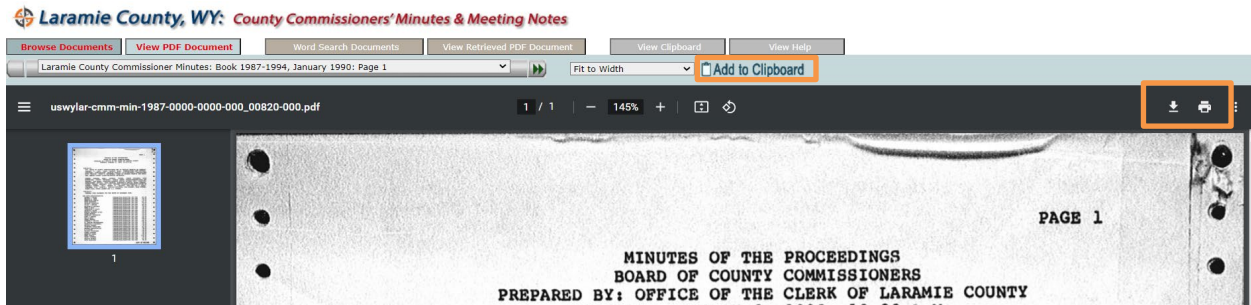 Laramie County, WY: County Commissioners' Minutes & Meeting Notes
Browse Documents View PDF Document Word Search Documents View Retrieved PDF Document View Clipboard View Help
Laramie County Commissioner Minutes: Book 1987-1994, January 1990: Page 1 Fit to Width Add to Clipboard
uswylar-cmm-min-1987-0000-0000-000_00820-000.pdf 1 / 1 − 145% +
1
PAGE 1
MINUTES OF THE PROCEEDINGS
BOARD OF COUNTY COMMISSIONERS
PREPARED BY: OFFICE OF THE CLERK OF LARAMIE COUNTY